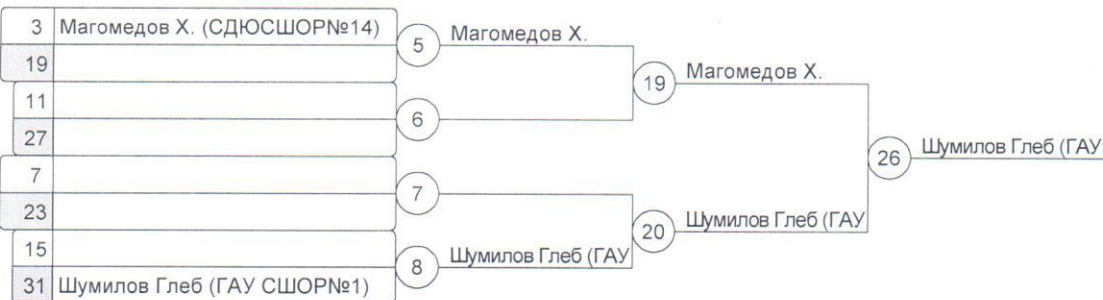 3 Магомедов Х. (СДЮСШОР№14)
19
11
27
7
23
15
31 Шумилов Глеб (ГАУ СШОР№1)
5 Магомедов Х.
6
7
8 Шумилов Глеб (ГАУ
19 Магомедов Х.
20 Шумилов Глеб (ГАУ
26 Шумилов Глеб (ГАУ